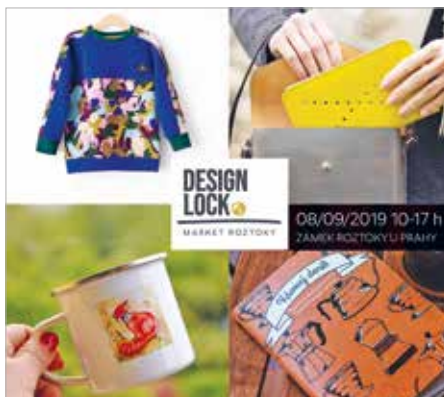 DESIGN
LOCK
MARKET ROZTOKY
08/09/2019 10-17 h
ZÁMEK ROZTOKY U PRAHY